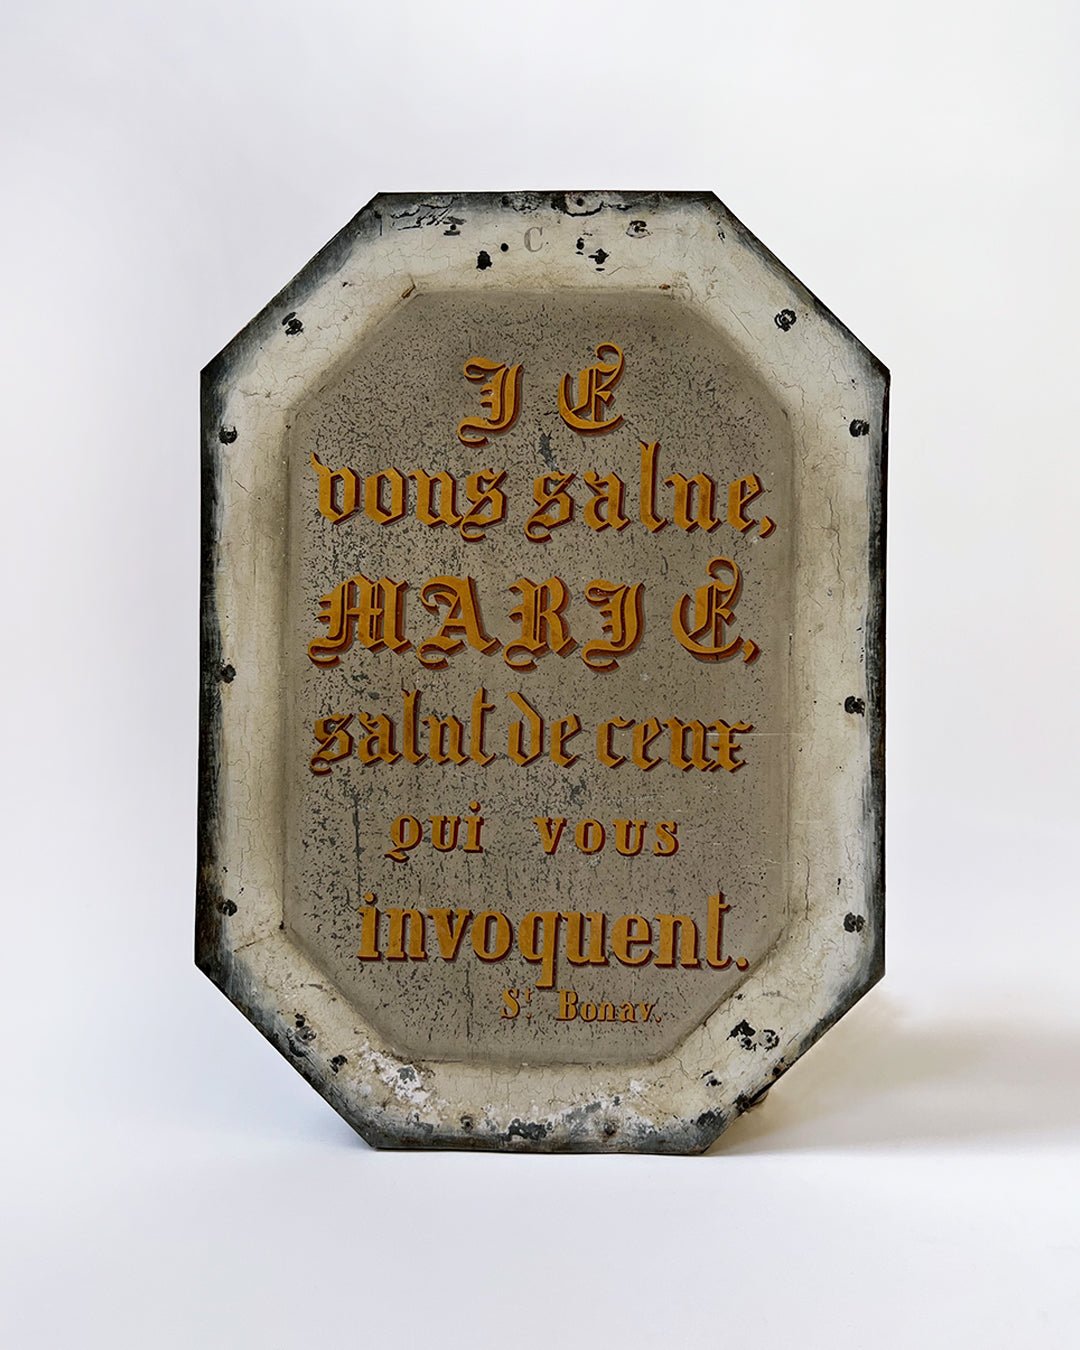 C
JE
vous salue,
MARIE,
salut de ceux
qui vous
invoquent.
St Bonav.